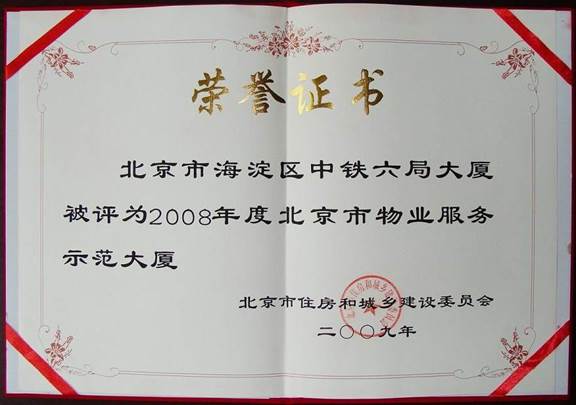 荣誉证书
北京市海淀区中铁六局大厦
被评为2008年度北京市物业服务
示范大厦
北京市住房和城乡建设委员会
二〇〇九年